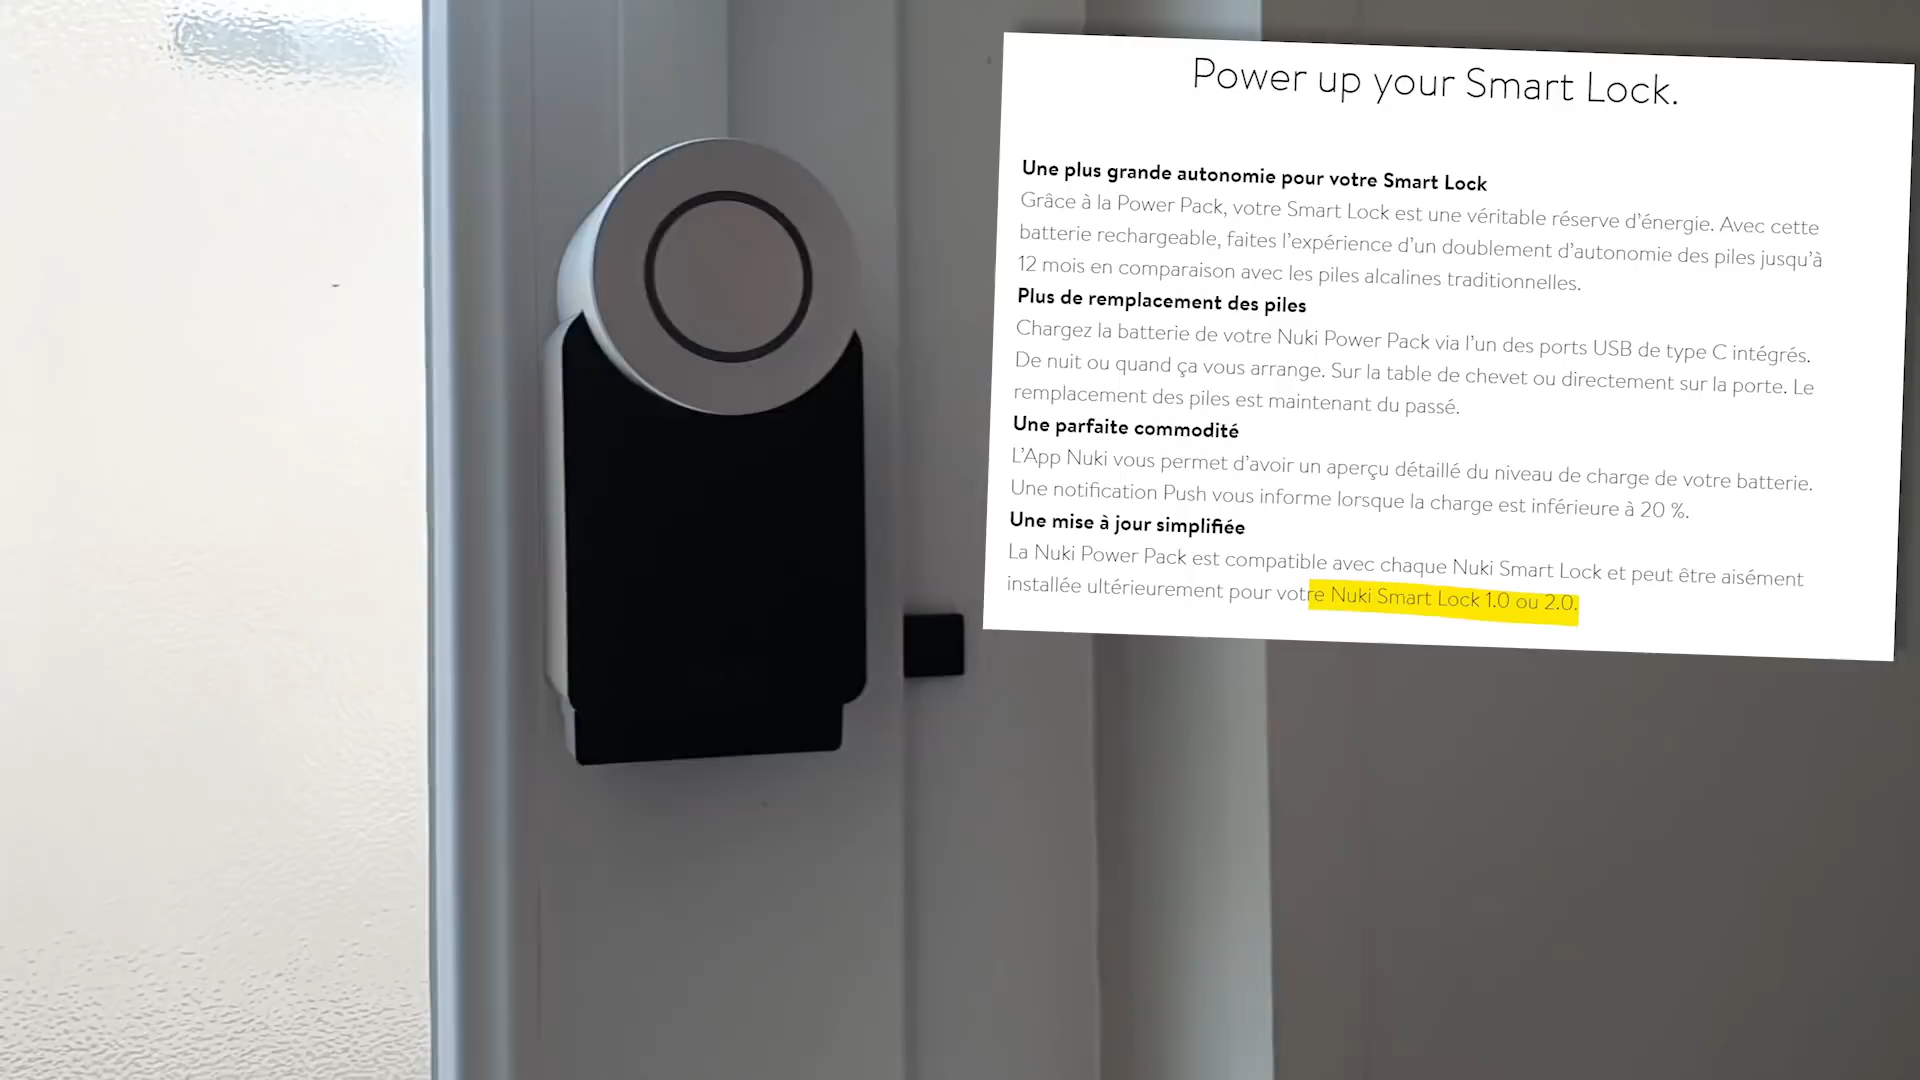 Power up your Smart Lock.
Une plus grande autonomie pour votre Smart Lock
Grâce à la Power Pack, votre Smart Lock est une véritable réserve d'énergie. Avec cette
batterie rechargeable, faites l'expérience d'un doublement d'autonomie des piles jusqu'à
12 mois en comparaison avec les piles alcalines traditionnelles.
Plus de remplacement des piles
Chargez la batterie de votre Nuki Power Pack via l'un des ports USB de type C intégrés.
De nuit ou quand ça vous arrange. Sur la table de chevet ou directement sur la porte. Le
remplacement des piles est maintenant du passé.
Une parfaite commodité
L'App Nuki vous permet d'avoir un aperçu détaillé du niveau de charge de votre batterie.
Une notification Push vous informe lorsque la charge est inférieure à 20 %.
Une mise à jour simplifiée
La Nuki Power Pack est compatible avec chaque Nuki Smart Lock et peut être aisément
installée ultérieurement pour votre Nuki Smart Lock 1.0 ou 2.0.